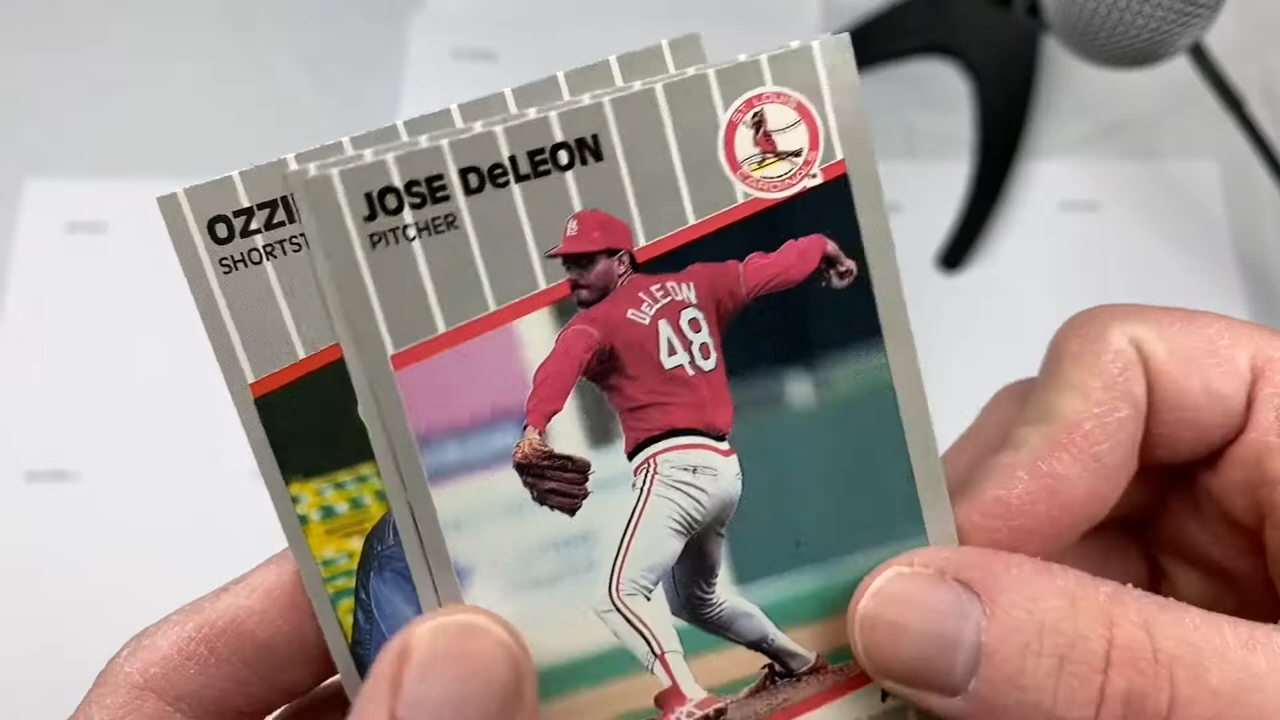 JOSE DeLEON
PITCHER
OZZI
SHORTST
ST LOUIS
CARDINALS
DeLEON
48